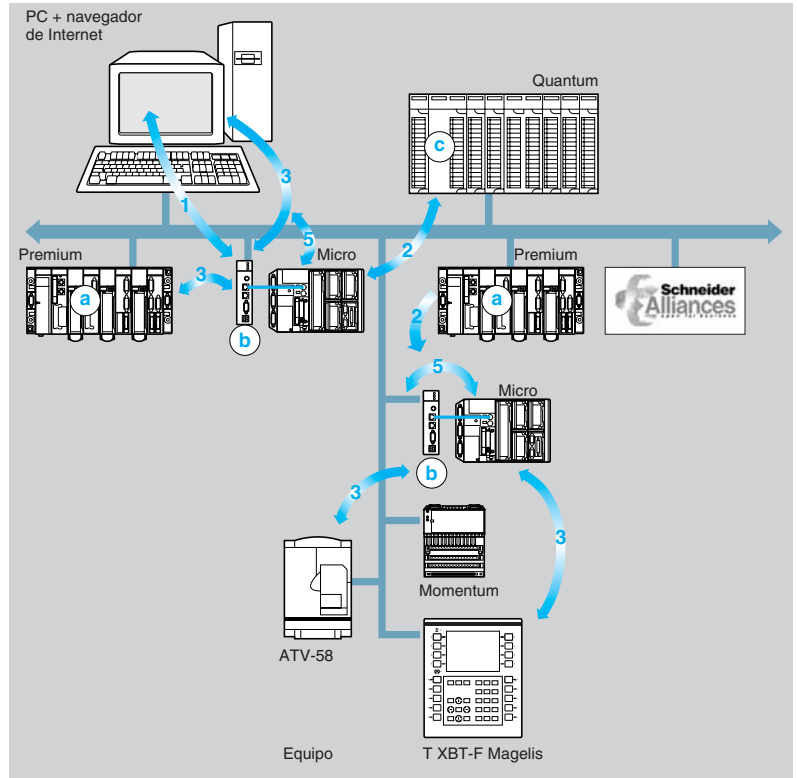 PC + navegador
de Internet
Quantum
c
3
1
5
2
Premium
Micro
Premium
3
a
a
b
2
Schneider
Alliances
5
Micro
b
3
3
Momentum
ATV-58
Equipo
T XBT-F Magelis